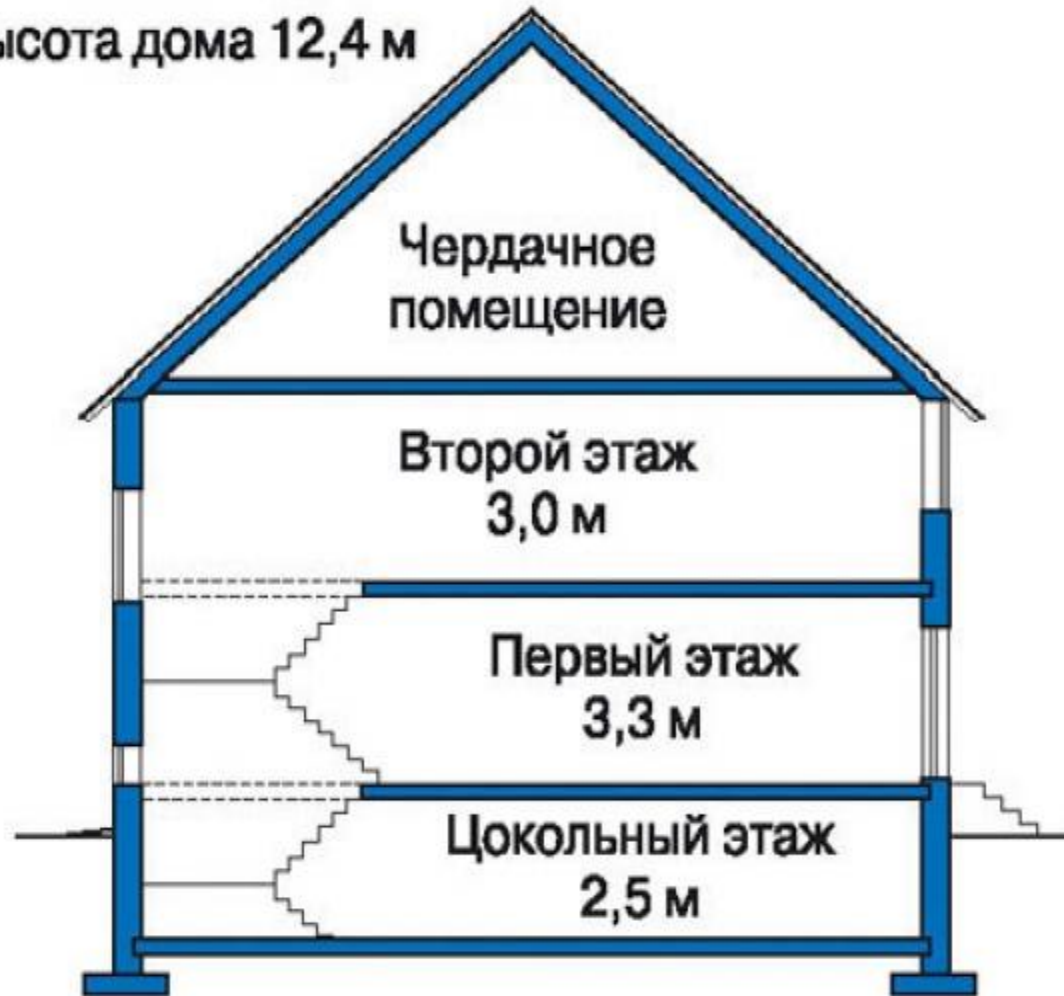 ысота дома 12,4 м
Чердачное
помещение
Второй этаж
3,0 м
Первый этаж
3,3 м
Цокольный этаж
2,5 м